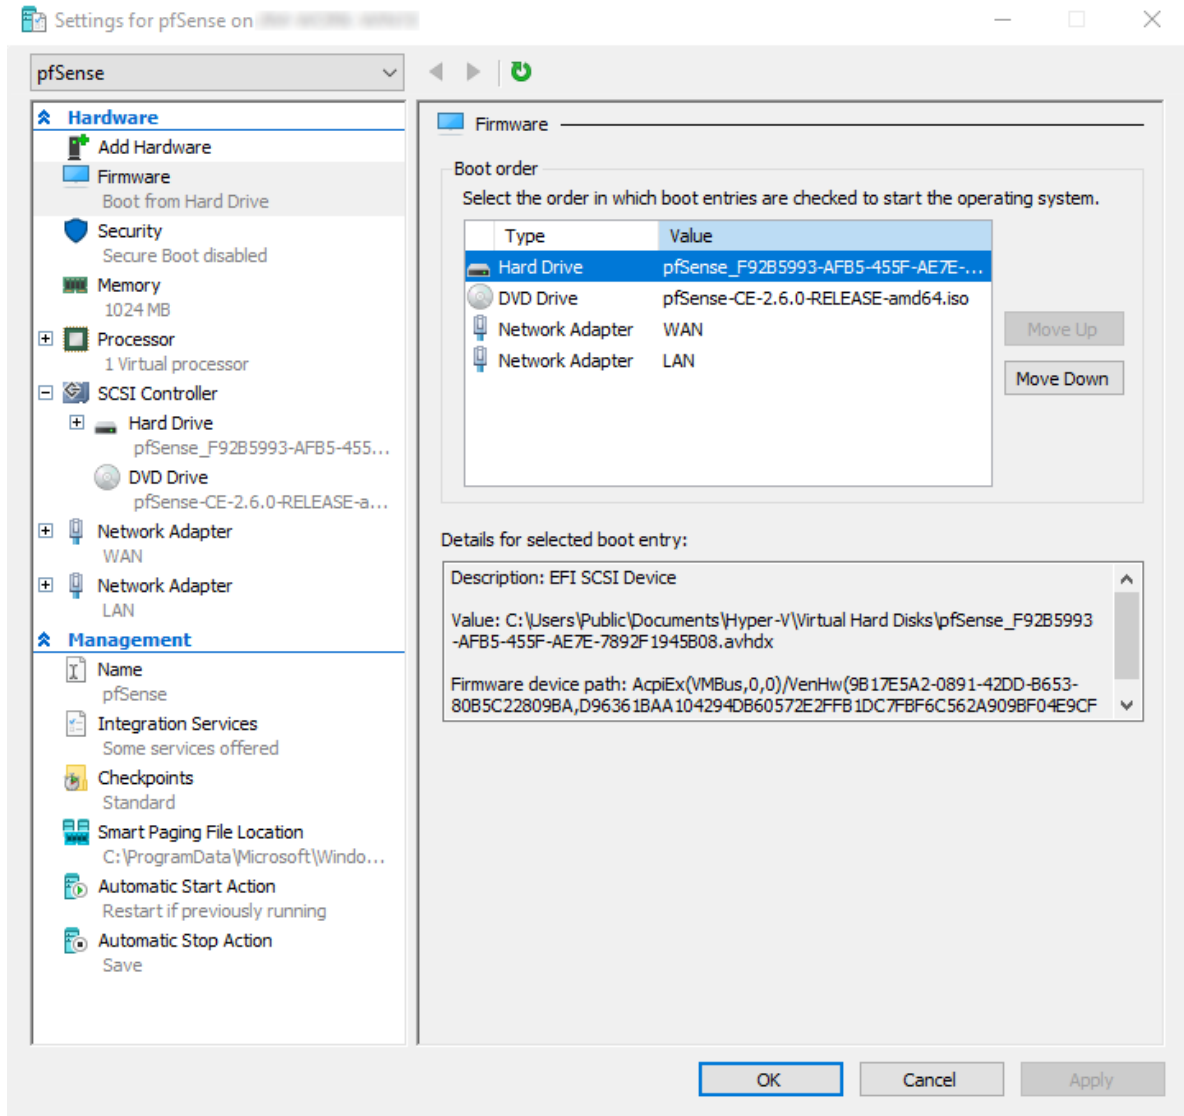 Settings for pfSense on
pfSense
Hardware
Add Hardware
Firmware
Boot from Hard Drive
Security
Secure Boot disabled
Memory
1024 MB
Processor
1 Virtual processor
SCSI Controller
Hard Drive
pfSense_F92B5993-AFB5-455...
DVD Drive
pfSense-CE-2.6.0-RELEASE-a...
Network Adapter
WAN
Network Adapter
LAN
Management
Name
pfSense
Integration Services
Some services offered
Checkpoints
Standard
Smart Paging File Location
C:\ProgramData\Microsoft\Windo...
Automatic Start Action
Restart if previously running
Automatic Stop Action
Save
Firmware
Boot order
Select the order in which boot entries are checked to start the operating system.
Type Value
Hard Drive pfSense_F92B5993-AFB5-455F-AE7E-...
DVD Drive pfSense-CE-2.6.0-RELEASE-amd64.iso
Network Adapter WAN
Network Adapter LAN
Move Up
Move Down
Details for selected boot entry:
Description: EFI SCSI Device
Value: C:\Users\Public\Documents\Hyper-V\Virtual Hard Disks\pfSense_F92B5993
-AFB5-455F-AE7E-7892F1945B08.avhdx
Firmware device path: AcpiEx(VMBus,0,0)/VenHw(9B17E5A2-0891-42DD-B653-
80B5C22809BA,D96361BAA104294DB60572E2FFB1DC7FBF6C562A909BF04E9CF
OK Cancel Apply